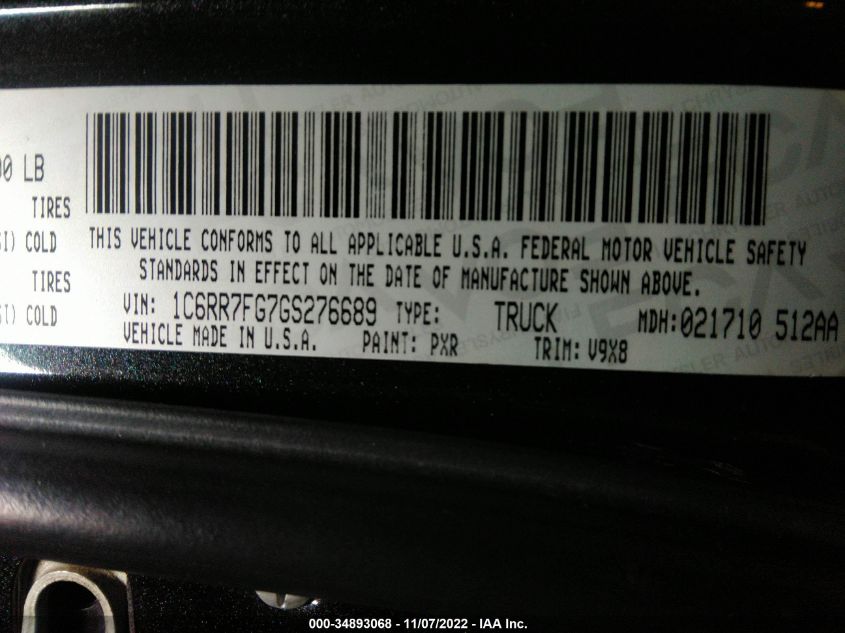 00 LB
TIRES
SI) COLD
TIRES
SI) COLD
THIS VEHICLE CONFORMS TO ALL APPLICABLE U.S.A. FEDERAL MOTOR VEHICLE SAFETY
STANDARDS IN EFFECT ON THE DATE OF MANUFACTURE SHOWN ABOVE.
VIN: 1C6RR7FG7GS276689 TYPE: TRUCK MDH:021710 512AA
VEHICLE MADE IN U.S.A. PAINT: PXR TRIM: V9X8
000-34893068 - 11/07/2022 - IAA Inc.